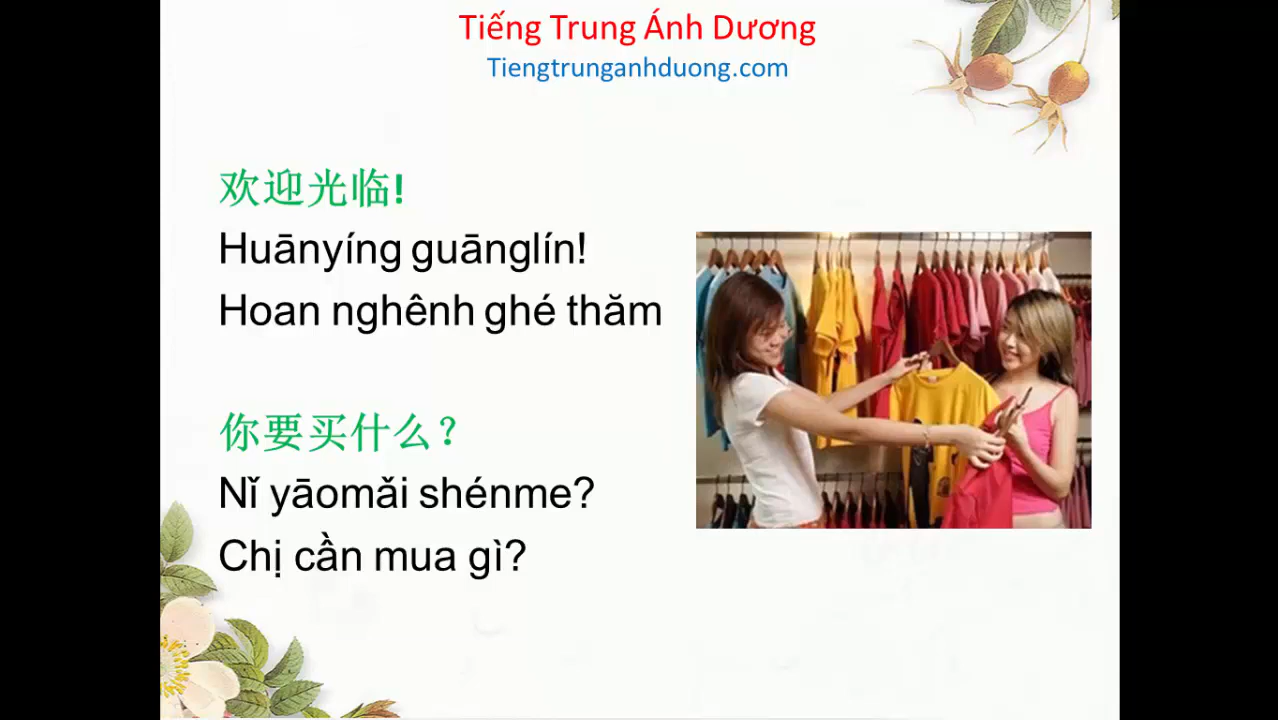 Tiếng Trung Ánh Dương
Tiengtrunganhduong.com
欢迎光临!
Huānyíng guānglín!
Hoan nghênh ghé thăm
你要买什么？
Nǐ yāomǎi shénme?
Chị cần mua gì?